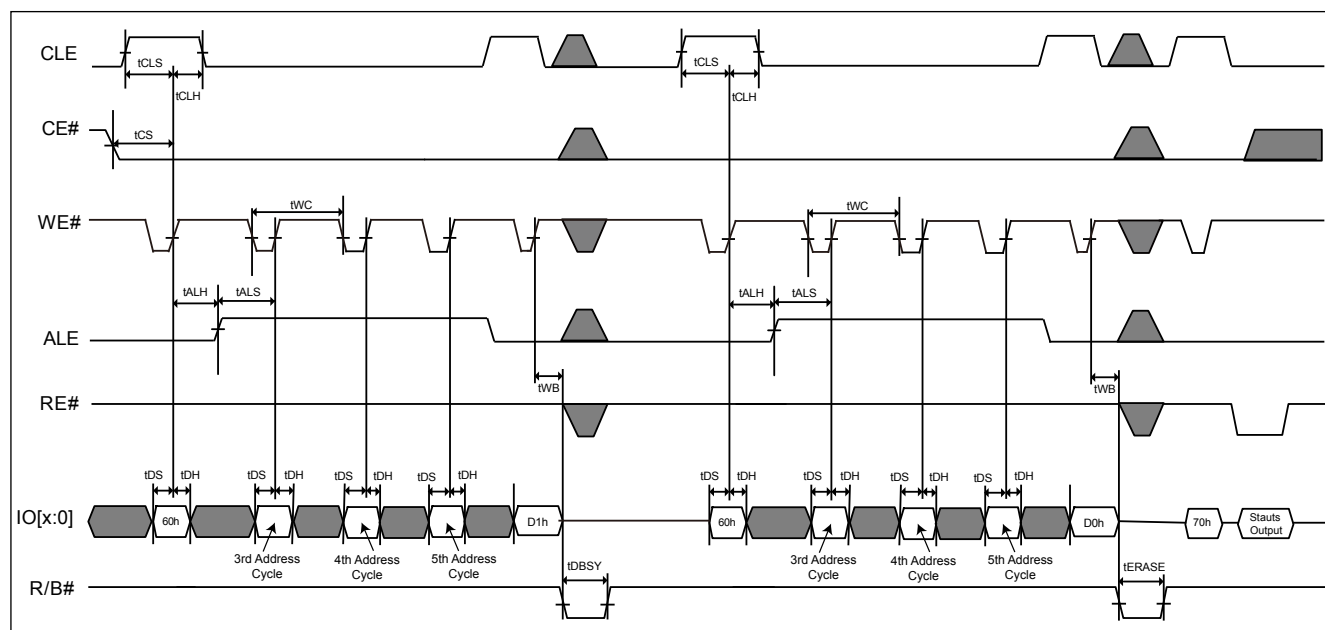 CLE
tCLS
tCLH
tCLS
tCLH
CE#
tCS
WE#
tWC
tWC
tALH
tALS
tALH
tALS
ALE
tWB
tWB
RE#
tDS
tDH
tDS
tDH
tDS
tDH
tDS
tDH
tDS
tDH
tDS
tDH
tDS
tDH
tDS
tDH
IO[x:0]
60h
D1h
60h
D0h
70h
Stauts
Output
3rd Address
Cycle
4th Address
Cycle
5th Address
Cycle
3rd Address
Cycle
4th Address
Cycle
5th Address
Cycle
R/B#
tDBSY
tERASE